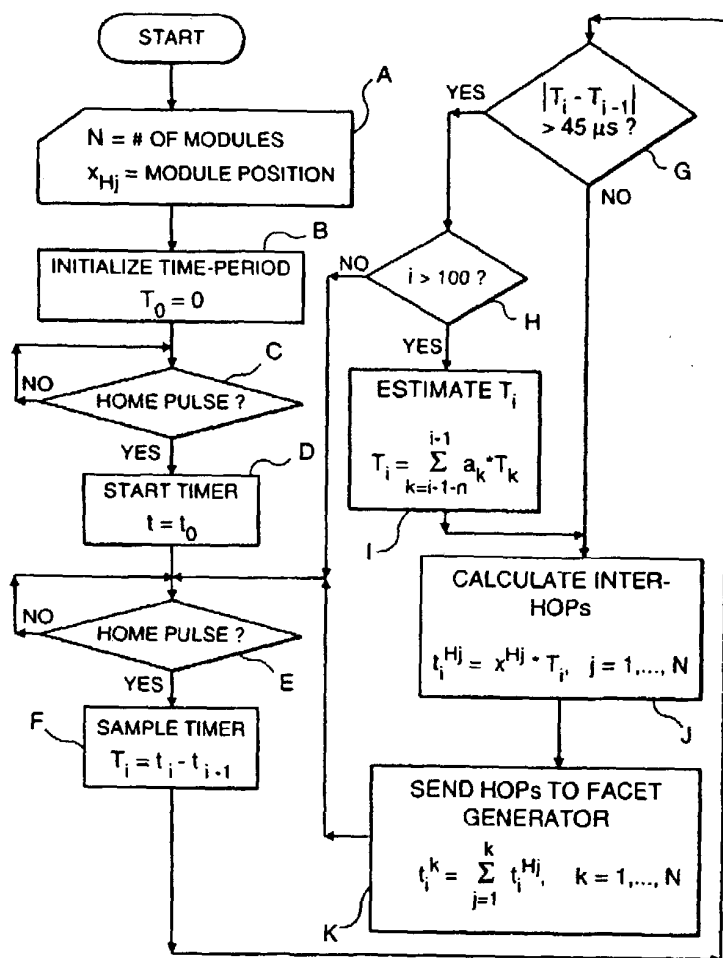 START
A
N = # OF MODULES
x_Hj = MODULE POSITION
B
INITIALIZE TIME-PERIOD
T_0 = 0
C
NO
HOME PULSE ?
YES
D
START TIMER
t = t_0
NO
HOME PULSE ?
YES
E
F
SAMPLE TIMER
T_i = t_i - t_i-1
YES
|T_i - T_i-1|
> 45 µs ?
G
NO
NO
i > 100 ?
H
YES
ESTIMATE T_i
T_i = Σ_{k=i-1-n}^{i-1} a_k * T_k
I
CALCULATE INTER-
HOPs
t_i^Hj = x^Hj * T_i, j = 1,..., N
J
SEND HOPs TO FACET
GENERATOR
t_i^k = Σ_{j=1}^{k} t_i^Hj, k = 1,..., N
K